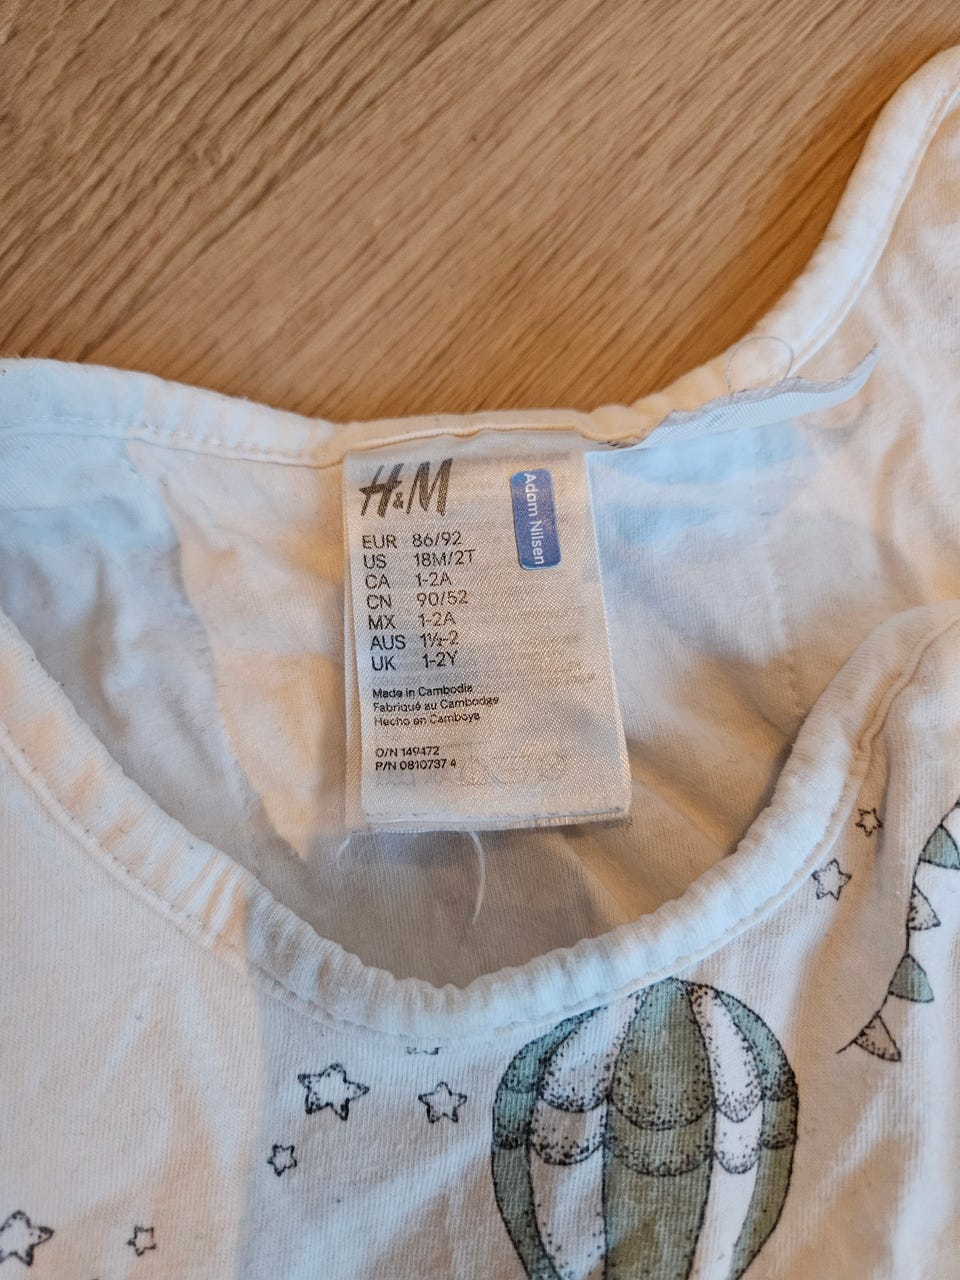 H&M
Adam Nilsen
EUR 86/92
US 18M/2T
CA 1-2A
CN 90/52
MX 1-2A
AUS 1½-2
UK 1-2Y
Made in Cambodia
Fabriqué au Cambodge
Hecho en Camboya
O/N 149472
P/N 0810737 4